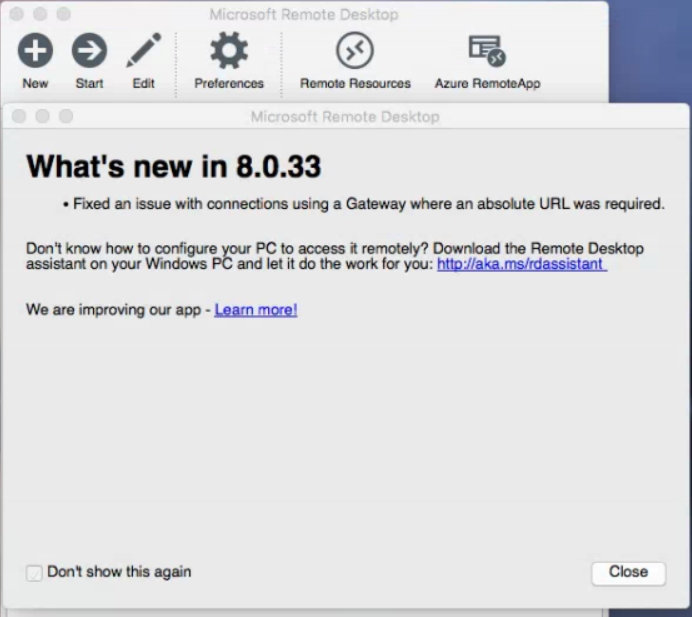 Microsoft Remote Desktop
New Start Edit Preferences Remote Resources Azure RemoteApp
Microsoft Remote Desktop
What's new in 8.0.33
• Fixed an issue with connections using a Gateway where an absolute URL was required.
Don't know how to configure your PC to access it remotely? Download the Remote Desktop
assistant on your Windows PC and let it do the work for you: http://aka.ms/rdassistant
We are improving our app - Learn more!
Don't show this again
Close